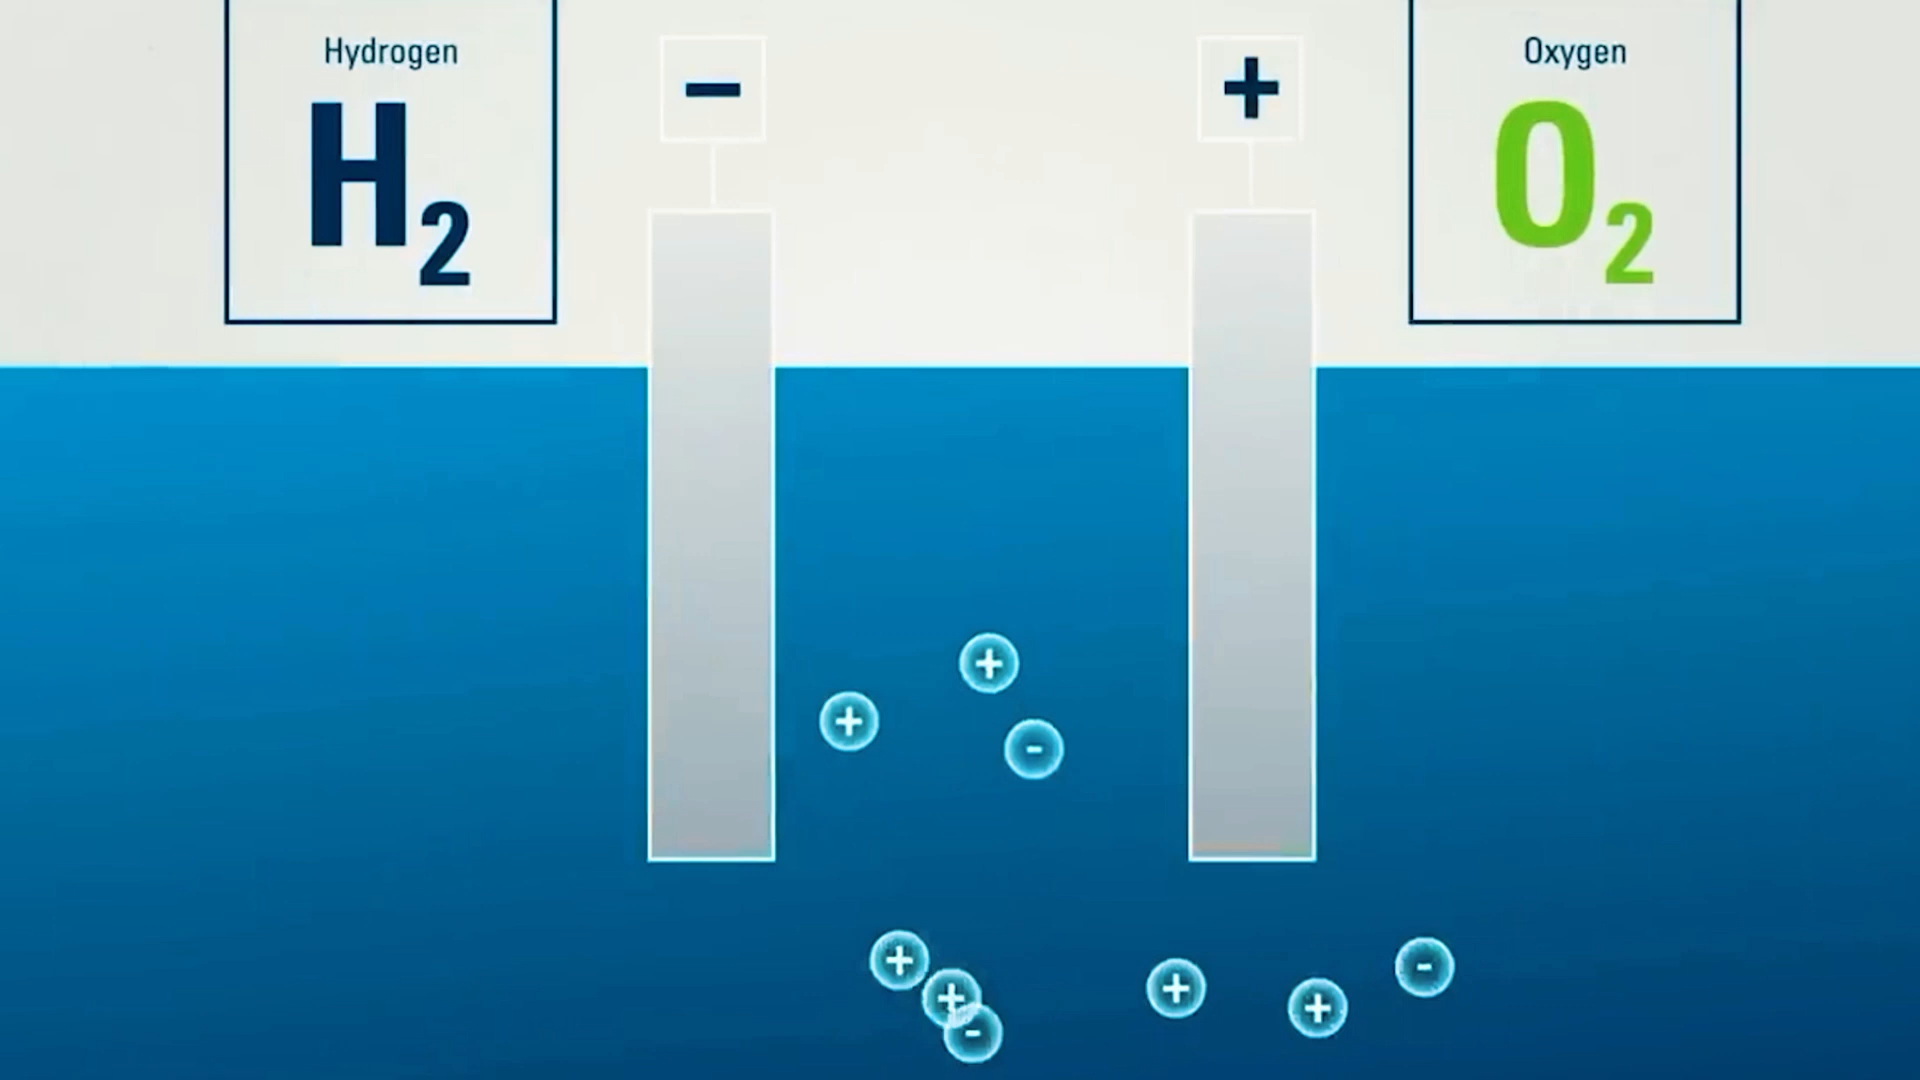 Hydrogen
H2
−
+
Oxygen
O2
+
+
-
+
+
-
+
+
-